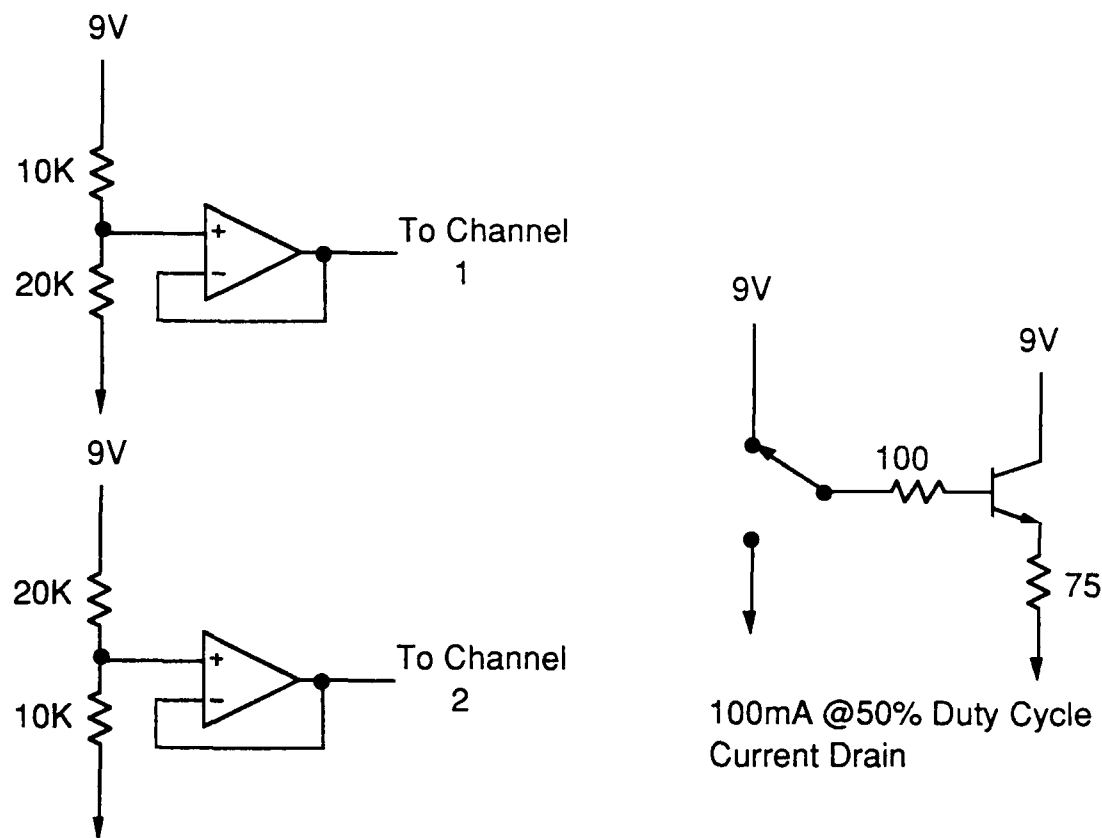 9V
10K
+
To Channel
1
20K
−
9V
20K
+
To Channel
2
10K
−
9V
9V
100
75
100mA @50% Duty Cycle
Current Drain